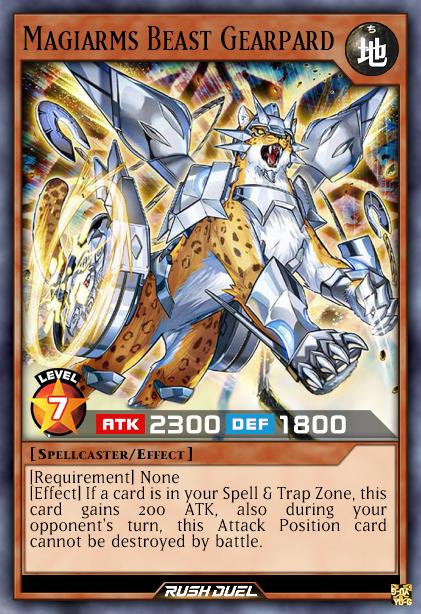 MAGIARMS BEAST GEARPARD
ち
地
LEVEL
7
ATK 2300 DEF 1800
[SPELLCASTER/EFFECT]
[Requirement] None
[Effect] If a card is in your Spell & Trap Zone, this
card gains 200 ATK, also during your
opponent's turn, this Attack Position card
cannot be destroyed by battle.
RUSH DUEL